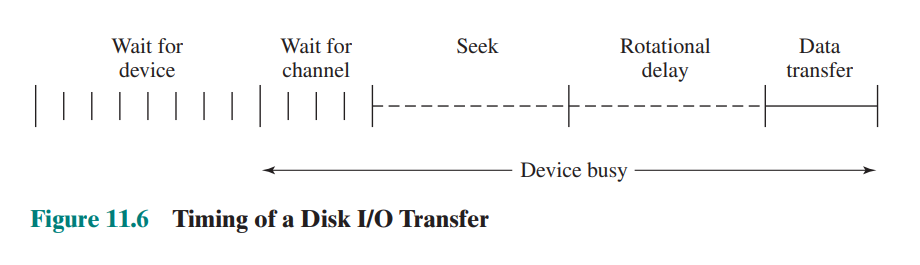 Wait for
device
Wait for
channel
Seek
Rotational
delay
Data
transfer
Device busy
Figure 11.6 Timing of a Disk I/O Transfer